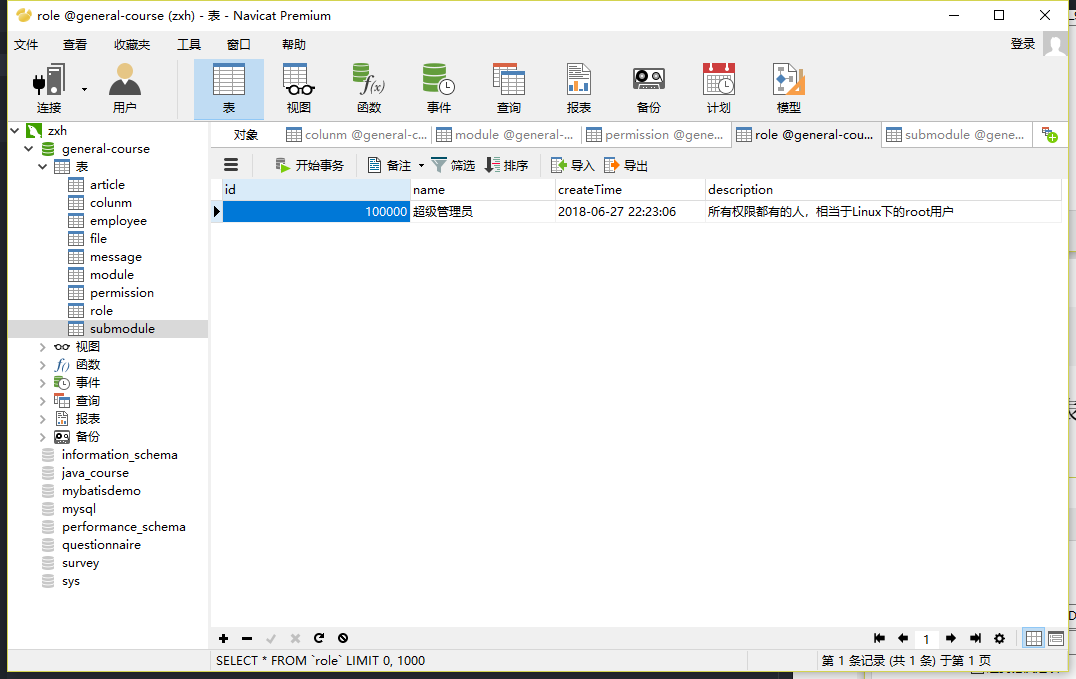 role @general-course (zxh) - 表 - Navicat Premium
文件 查看 收藏夹 工具 窗口 帮助 登录
连接 用户 表 视图 函数 事件 查询 报表 备份 计划 模型
对象 colunm @general-c... module @general-... permission @gene... role @general-cou... submodule @gene...
开始事务 备注 筛选 排序 导入 导出
id name createTime description
100000 超级管理员 2018-06-27 22:23:06 所有权限都有的人，相当于Linux下的root用户
zxh
general-course
表
article
colunm
employee
file
message
module
permission
role
submodule
视图
函数
事件
查询
报表
备份
information_schema
java_course
mybatisdemo
mysql
performance_schema
questionnaire
survey
sys
1
SELECT * FROM `role` LIMIT 0, 1000 第 1 条记录 (共 1 条) 于第 1 页